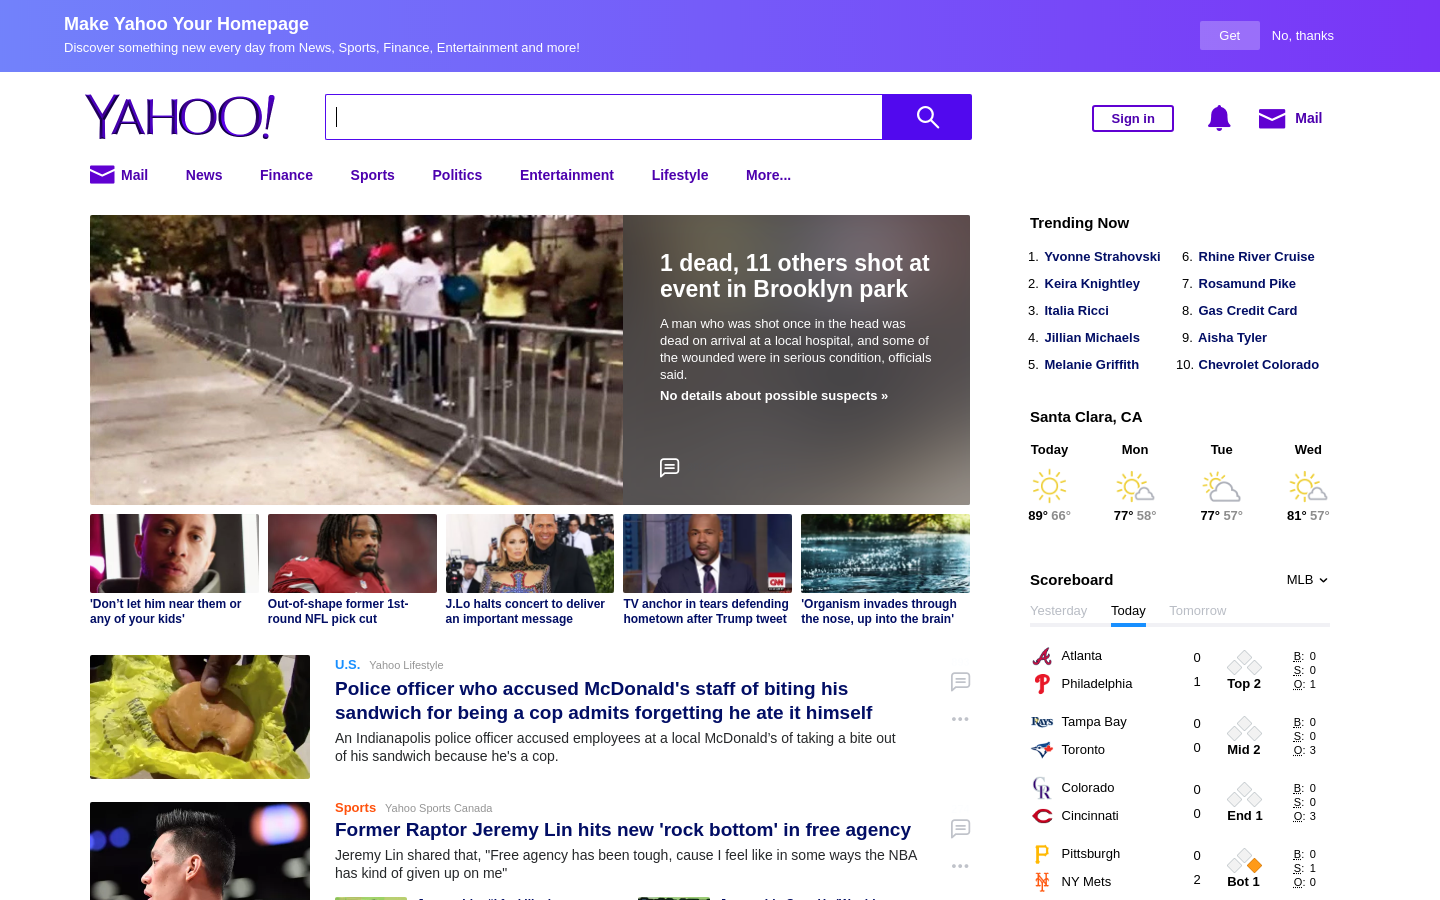 Make Yahoo Your Homepage
Discover something new every day from News, Sports, Finance, Entertainment and more!
Get
No, thanks
YAHOO!
Sign in
Mail
Mail News Finance Sports Politics Entertainment Lifestyle More...
1 dead, 11 others shot at
event in Brooklyn park
A man who was shot once in the head was
dead on arrival at a local hospital, and some of
the wounded were in serious condition, officials
said.
No details about possible suspects »
'Don't let him near them or
any of your kids'
Out-of-shape former 1st-
round NFL pick cut
J.Lo halts concert to deliver
an important message
CNN
TV anchor in tears defending
hometown after Trump tweet
'Organism invades through
the nose, up into the brain'
U.S. Yahoo Lifestyle
Police officer who accused McDonald's staff of biting his
sandwich for being a cop admits forgetting he ate it himself
An Indianapolis police officer accused employees at a local McDonald's of taking a bite out
of his sandwich because he's a cop.
Sports Yahoo Sports Canada
Former Raptor Jeremy Lin hits new 'rock bottom' in free agency
Jeremy Lin shared that, "Free agency has been tough, cause I feel like in some ways the NBA
has kind of given up on me"
Trending Now
1. Yvonne Strahovski
2. Keira Knightley
3. Italia Ricci
4. Jillian Michaels
5. Melanie Griffith
6. Rhine River Cruise
7. Rosamund Pike
8. Gas Credit Card
9. Aisha Tyler
10. Chevrolet Colorado
Santa Clara, CA
Today Mon Tue Wed
89° 66° 77° 58° 77° 57° 81° 57°
Scoreboard MLB
Yesterday Today Tomorrow
Atlanta 0 B: 0
S: 0
Philadelphia 1 Top 2 O: 1
RAYS Tampa Bay 0 B: 0
S: 0
Toronto 0 Mid 2 O: 3
CR Colorado 0 B: 0
S: 0
Cincinnati 0 End 1 O: 3
P Pittsburgh 0 B: 0
S: 1
NY NY Mets 2 Bot 1 O: 0